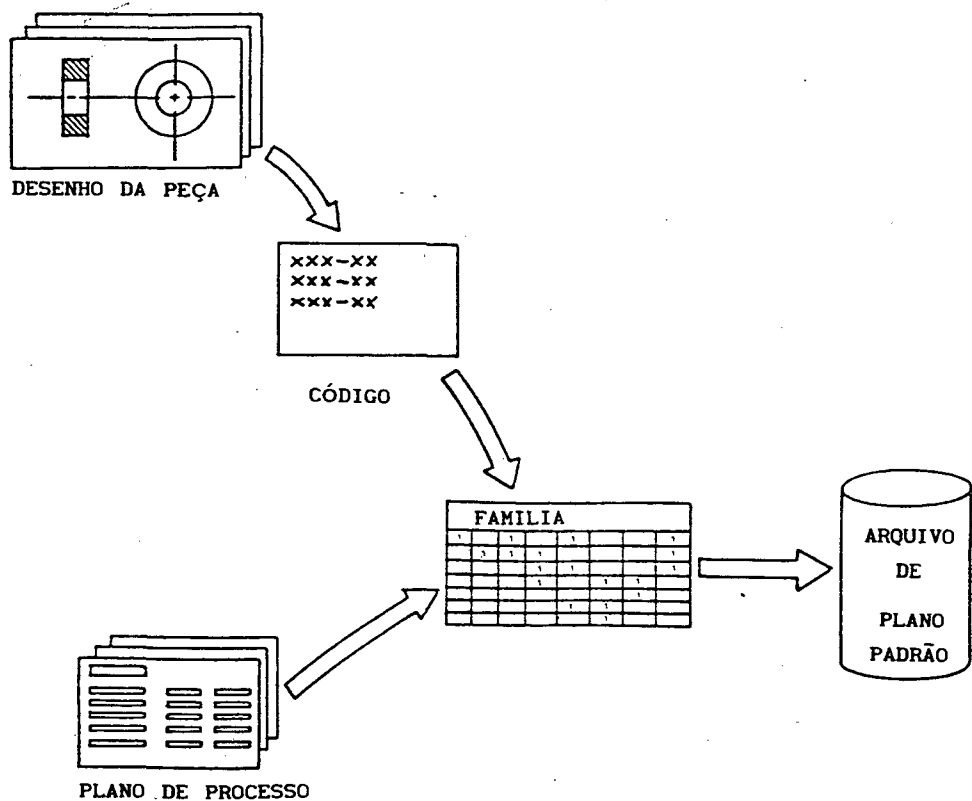 DESENHO DA PEÇA
xxx-xx
xxx-xx
xxx-xx
CÓDIGO
FAMILIA
ARQUIVO
DE
PLANO
PADRÃO
PLANO DE PROCESSO